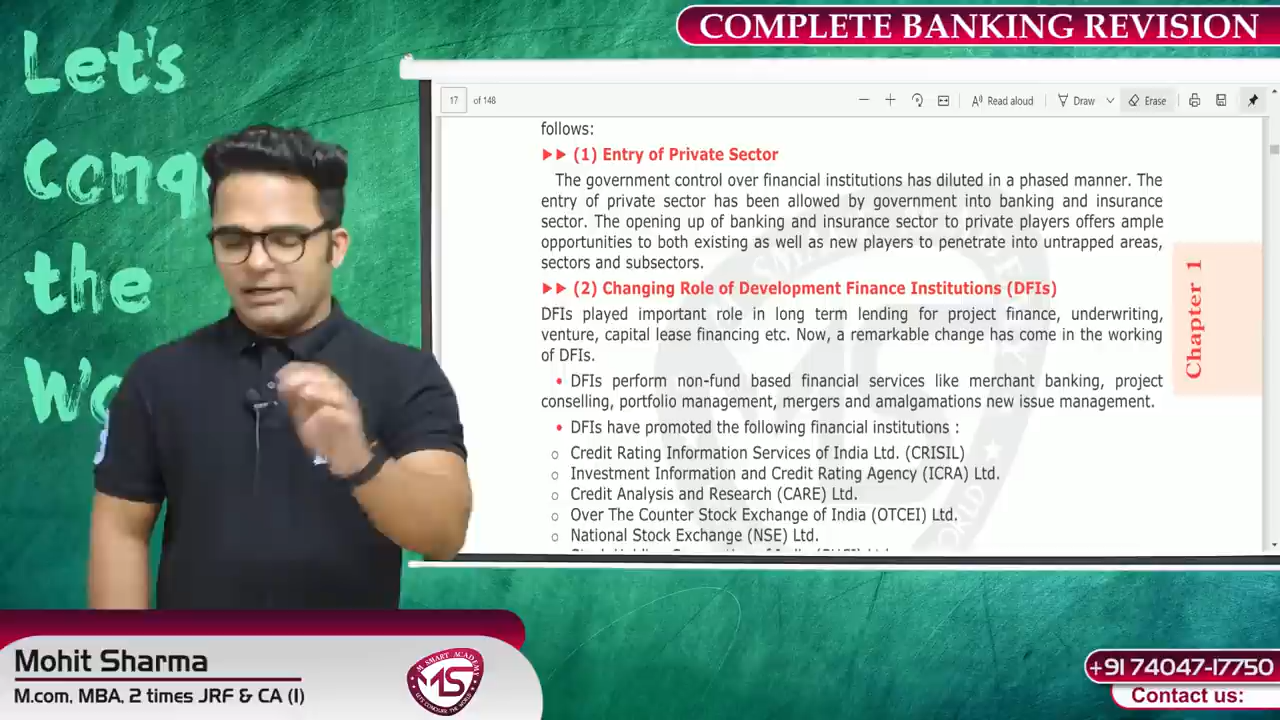 COMPLETE BANKING REVISION
Let's
Conq
the
Wo
17 of 148
Read aloud
Draw
Erase
follows:
(1) Entry of Private Sector
The government control over financial institutions has diluted in a phased manner. The
entry of private sector has been allowed by government into banking and insurance
sector. The opening up of banking and insurance sector to private players offers ample
opportunities to both existing as well as new players to penetrate into untrapped areas,
sectors and subsectors.
(2) Changing Role of Development Finance Institutions (DFIs)
DFIs played important role in long term lending for project finance, underwriting,
venture, capital lease financing etc. Now, a remarkable change has come in the working
of DFIs.
• DFIs perform non-fund based financial services like merchant banking, project
conselling, portfolio management, mergers and amalgamations new issue management.
• DFIs have promoted the following financial institutions :
o Credit Rating Information Services of India Ltd. (CRISIL)
o Investment Information and Credit Rating Agency (ICRA) Ltd.
o Credit Analysis and Research (CARE) Ltd.
o Over The Counter Stock Exchange of India (OTCEI) Ltd.
o National Stock Exchange (NSE) Ltd.
Chapter 1
Mohit Sharma
M.com, MBA, 2 times JRF & CA (I)
M SMART ACADEMY
MS
LETS CONQUER THE WORLD
+91 74047-17750
Contact us: